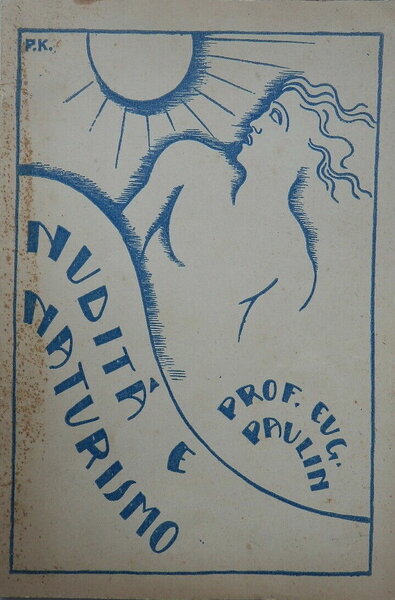 P.K.
NUDITÀ E
NATURISMO
PROF. EUG.
PAULIN